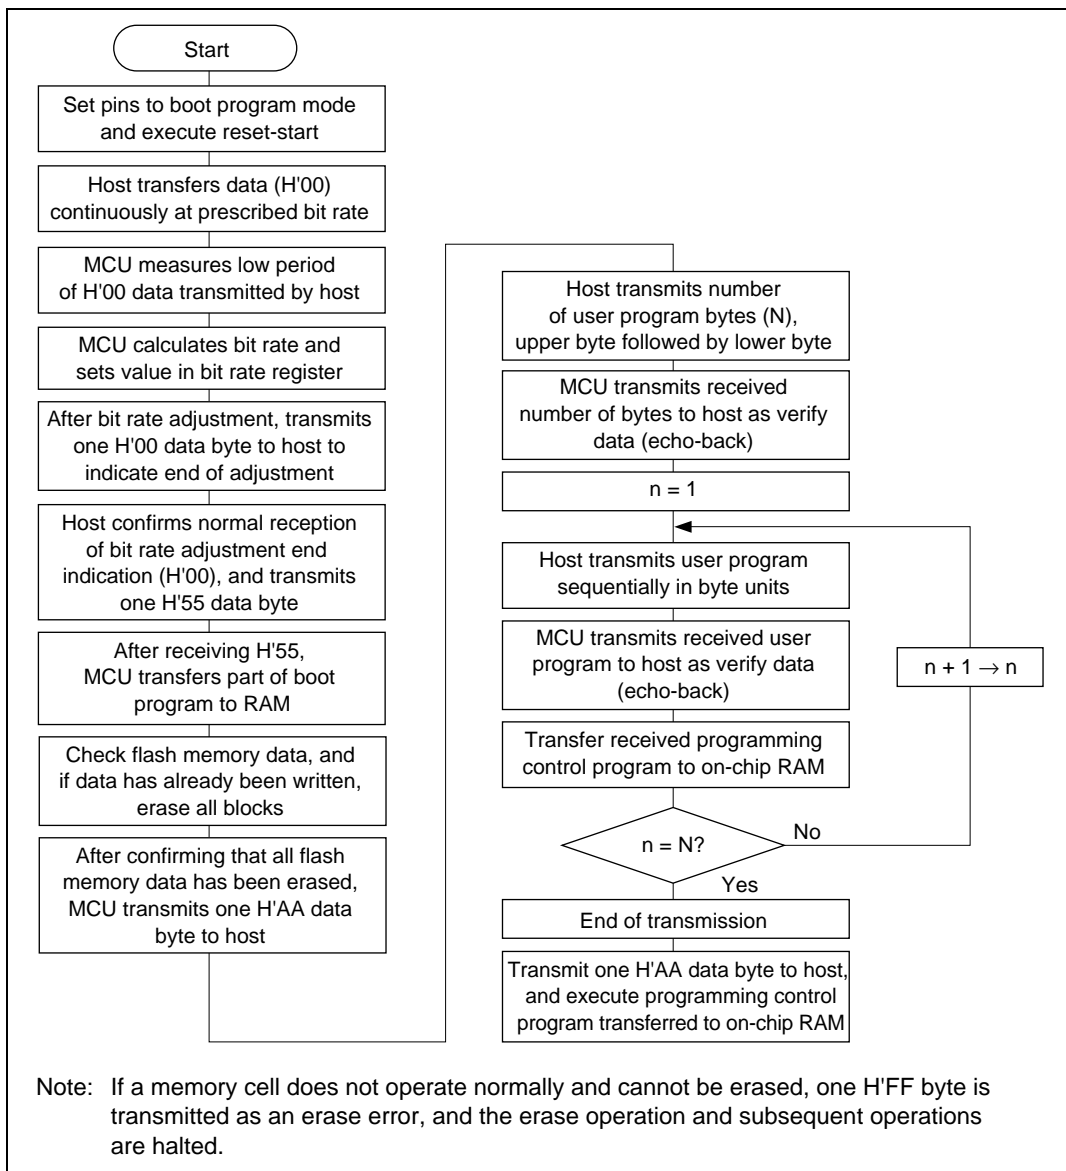 Start
Set pins to boot program mode
and execute reset-start
Host transfers data (H'00)
continuously at prescribed bit rate
MCU measures low period
of H'00 data transmitted by host
MCU calculates bit rate and
sets value in bit rate register
After bit rate adjustment, transmits
one H'00 data byte to host to
indicate end of adjustment
Host confirms normal reception
of bit rate adjustment end
indication (H'00), and transmits
one H'55 data byte
After receiving H'55,
MCU transfers part of boot
program to RAM
Check flash memory data, and
if data has already been written,
erase all blocks
After confirming that all flash
memory data has been erased,
MCU transmits one H'AA data
byte to host
Host transmits number
of user program bytes (N),
upper byte followed by lower byte
MCU transmits received
number of bytes to host as verify
data (echo-back)
n = 1
Host transmits user program
sequentially in byte units
MCU transmits received user
program to host as verify data
(echo-back)
n + 1 → n
Transfer received programming
control program to on-chip RAM
n = N?
No
Yes
End of transmission
Transmit one H'AA data byte to host,
and execute programming control
program transferred to on-chip RAM
Note: If a memory cell does not operate normally and cannot be erased, one H'FF byte is
transmitted as an erase error, and the erase operation and subsequent operations
are halted.